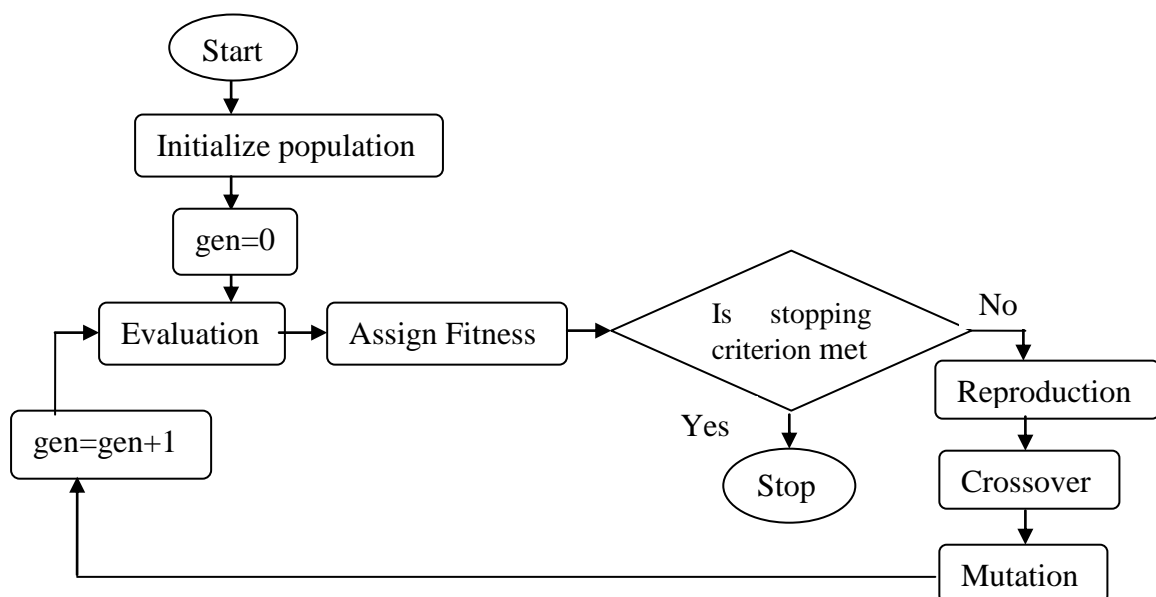 Start
Initialize population
gen=0
Evaluation
Assign Fitness
Is stopping
criterion met
No
Reproduction
gen=gen+1
Yes
Stop
Crossover
Mutation